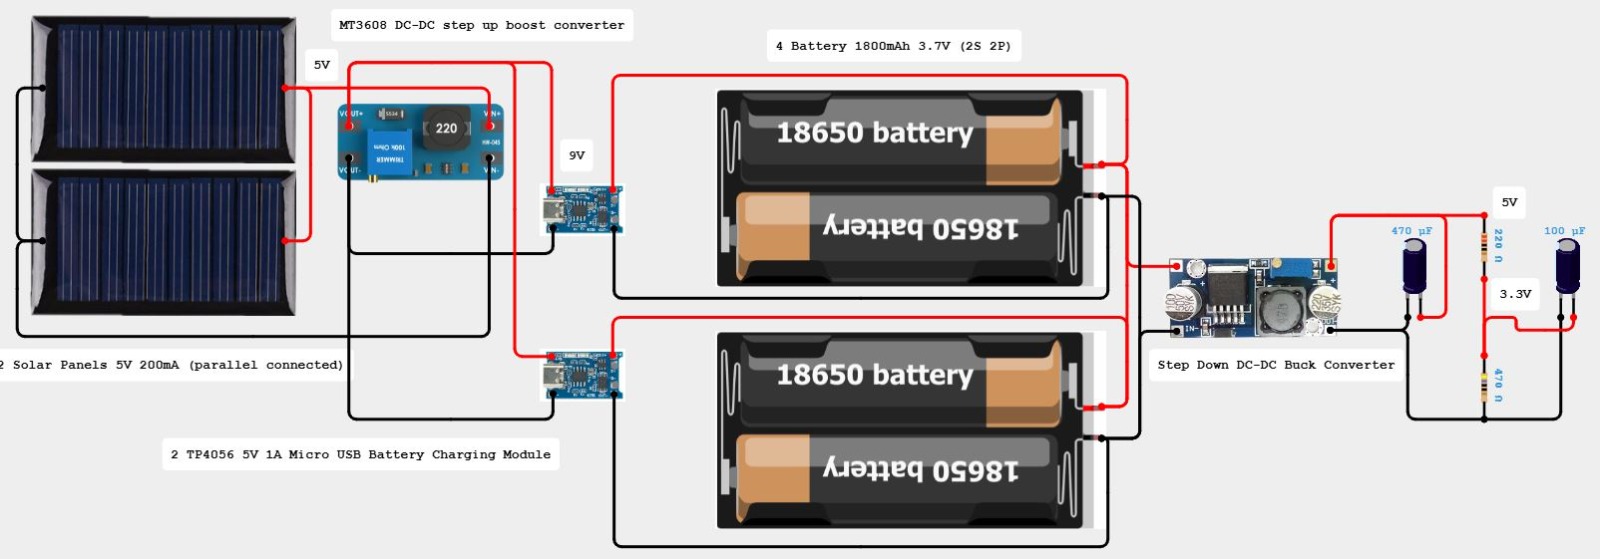 MT3608 DC-DC step up boost converter
4 Battery 1800mAh 3.7V (2S 2P)
5V
VOUT+
VIN+
220
TRIMMER
100k Ohm
VOUT-
VIN-
9V
18650 battery
18650 battery
5V
470 µF
220 Ω
100 µF
3.3V
IN-
2 Solar Panels 5V 200mA (parallel connected)
18650 battery
Step Down DC-DC Buck Converter
470 Ω
18650 battery
2 TP4056 5V 1A Micro USB Battery Charging Module